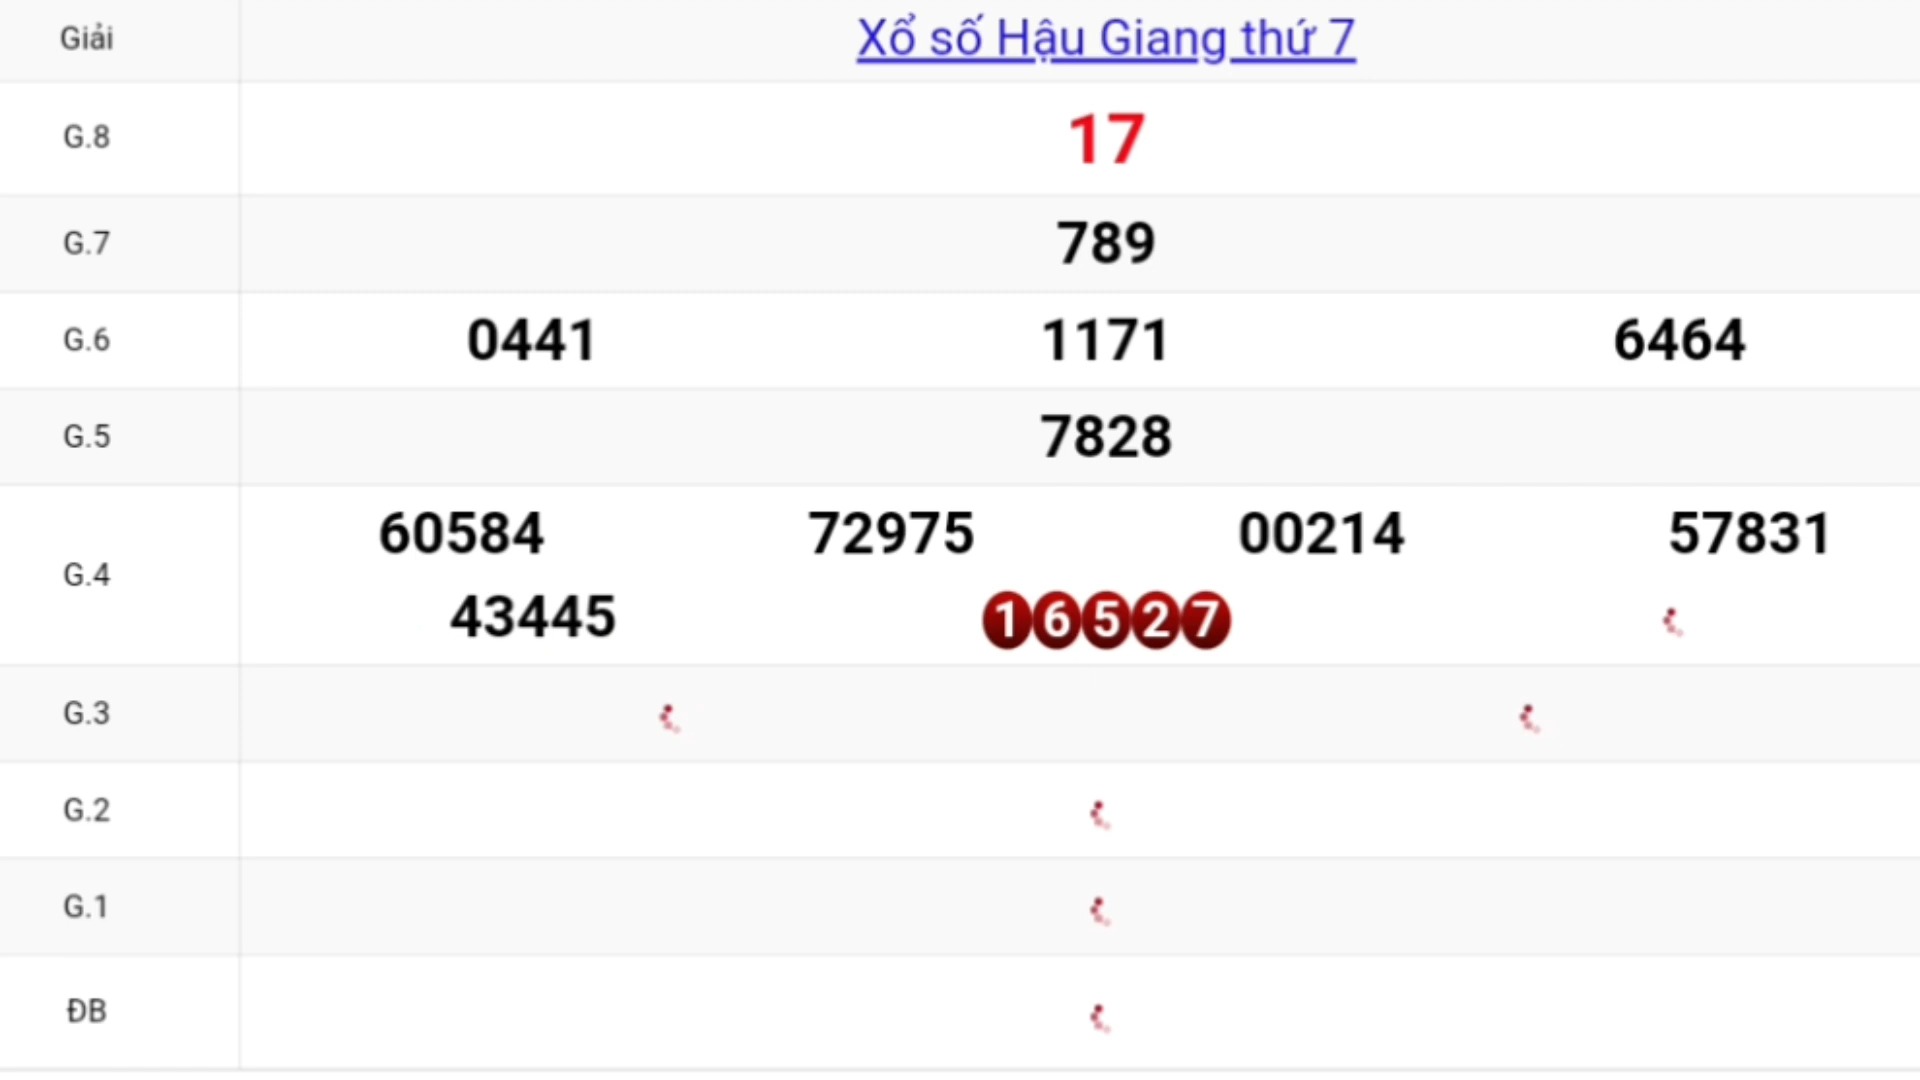 Giải Xổ số Hậu Giang thứ 7
G.8 17
G.7 789
G.6 0441 1171 6464
G.5 7828
G.4 60584 72975 00214 57831
43445 16527
G.3
G.2
G.1
ĐB